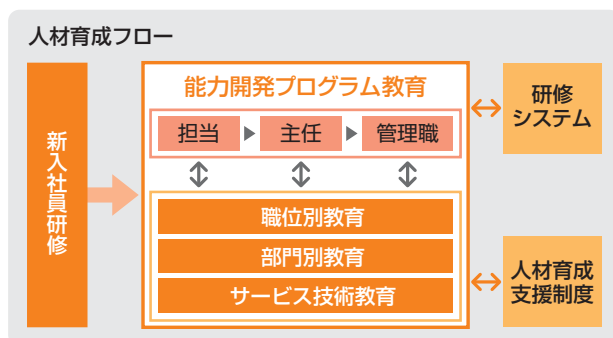 人材育成フロー
新入社員研修
能力開発プログラム教育
担当
主任
管理職
職位別教育
部門別教育
サービス技術教育
研修
システム
人材育成
支援制度